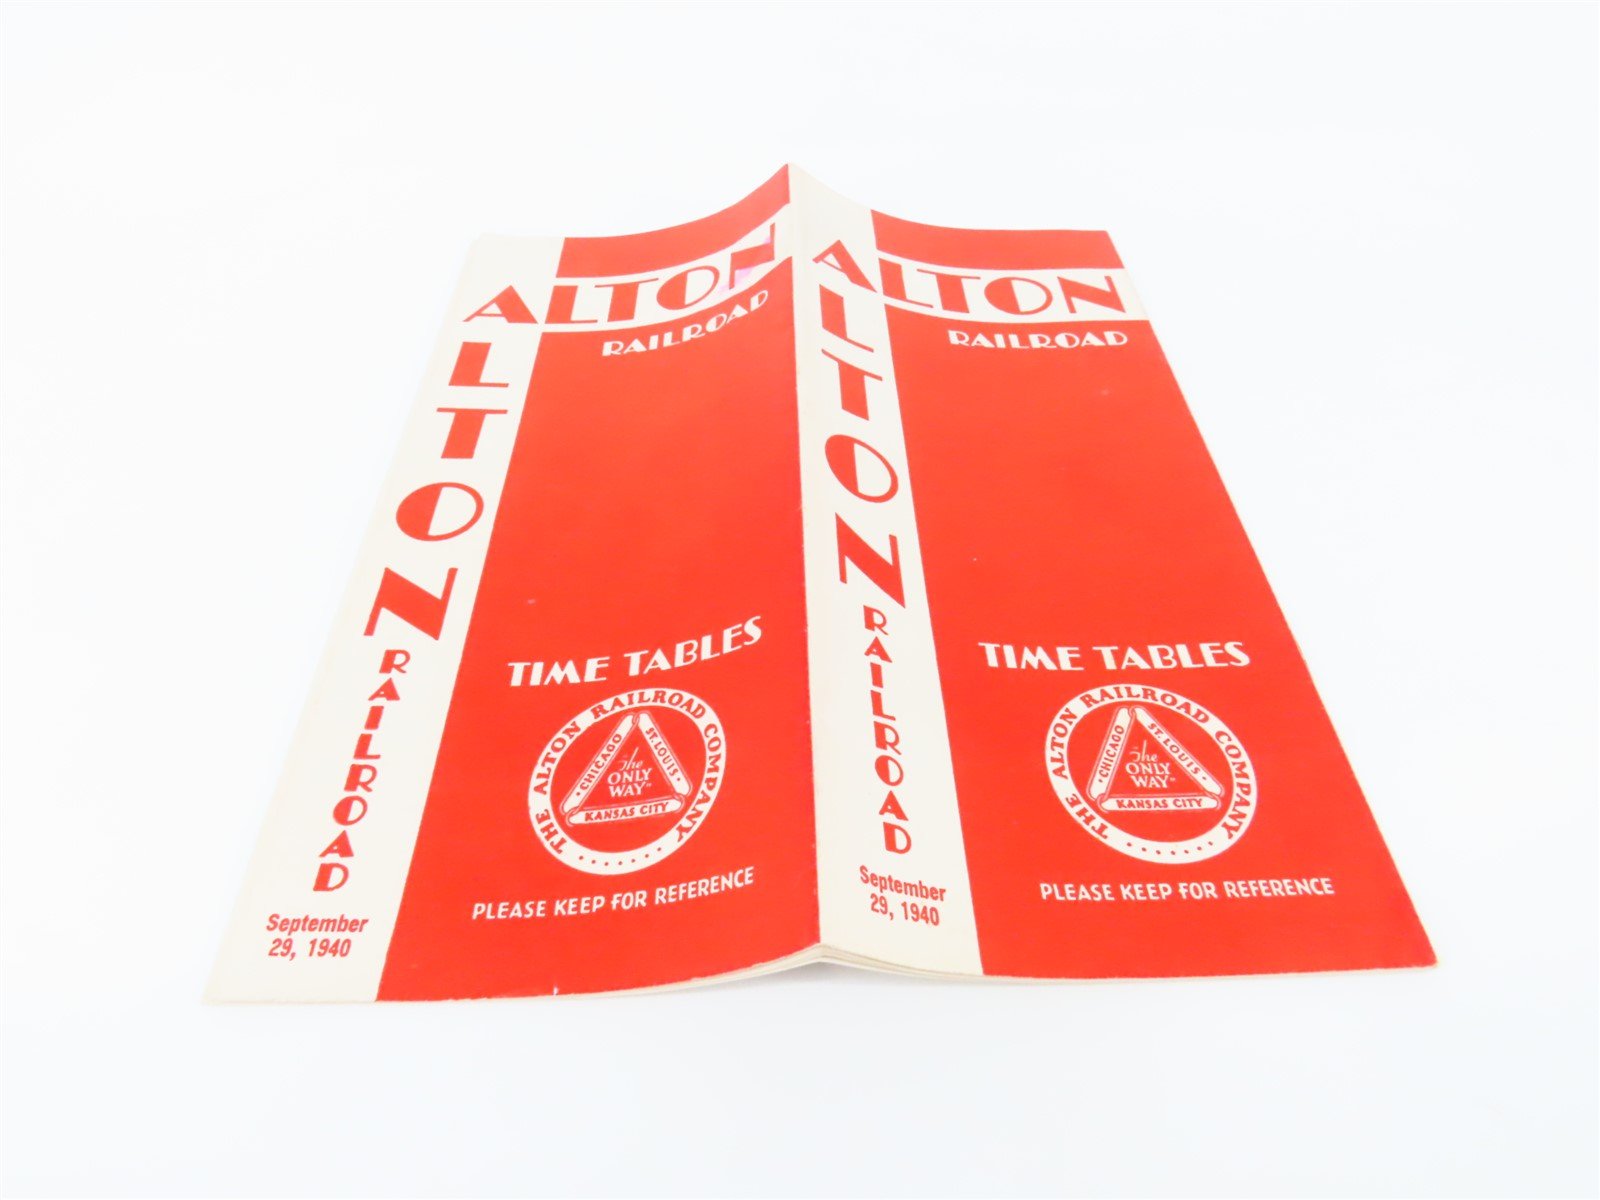 ALTON
ALTON
RAILROAD
RAILROAD
TIME TABLES
THE ALTON RAILROAD COMPANY
CHICAGO
ST. LOUIS
KANSAS CITY
"The
ONLY
WAY"
PLEASE KEEP FOR REFERENCE
September
29, 1940
ALTON
ALTON
RAILROAD
RAILROAD
TIME TABLES
THE ALTON RAILROAD COMPANY
CHICAGO
ST. LOUIS
KANSAS CITY
"The
ONLY
WAY"
PLEASE KEEP FOR REFERENCE
September
29, 1940